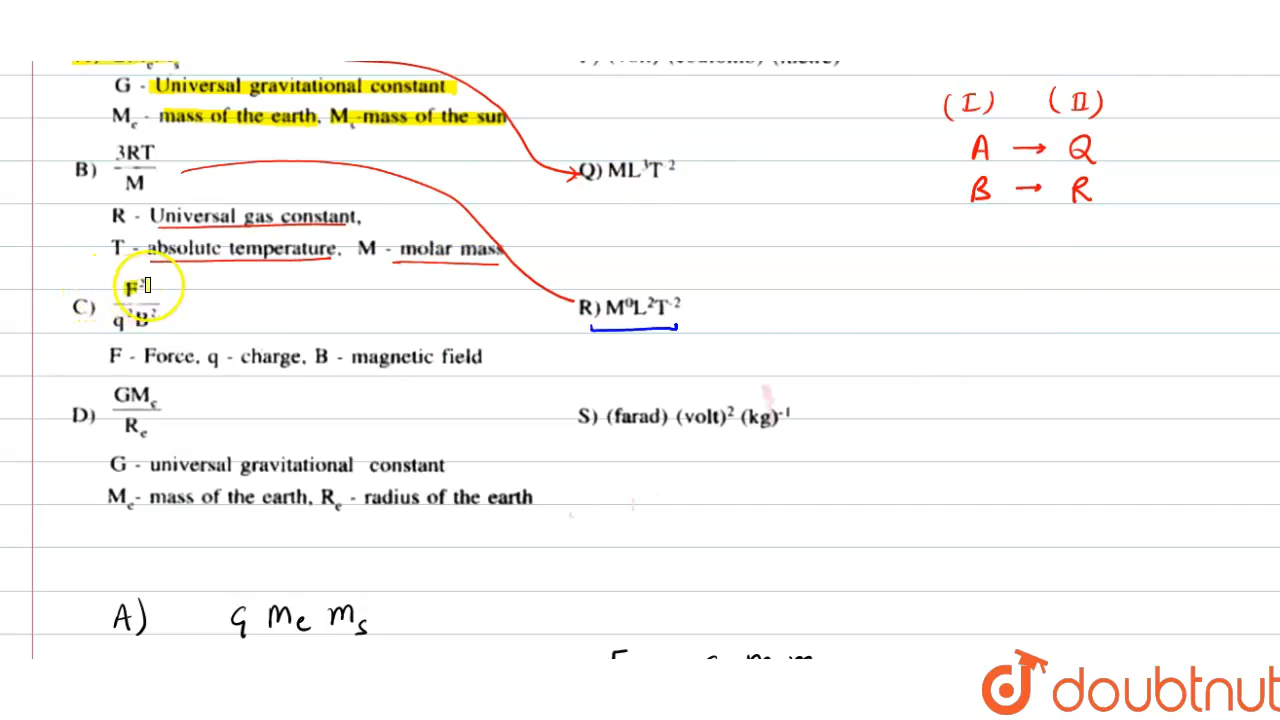 G - Universal gravitational constant
Me - mass of the earth, Ms-mass of the sun
B) 3RT
M
Q) ML³T⁻²
R - Universal gas constant,
T - absolute temperature, M - molar mass
C) F²
q²B²
R) M⁰L²T⁻²
F - Force, q - charge, B - magnetic field
D) GMe
Re
S) (farad) (volt)² (kg)⁻¹
G - universal gravitational constant
Me- mass of the earth, Re - radius of the earth
(I) (II)
A → Q
B → R
A) G Me Ms
doubtnut